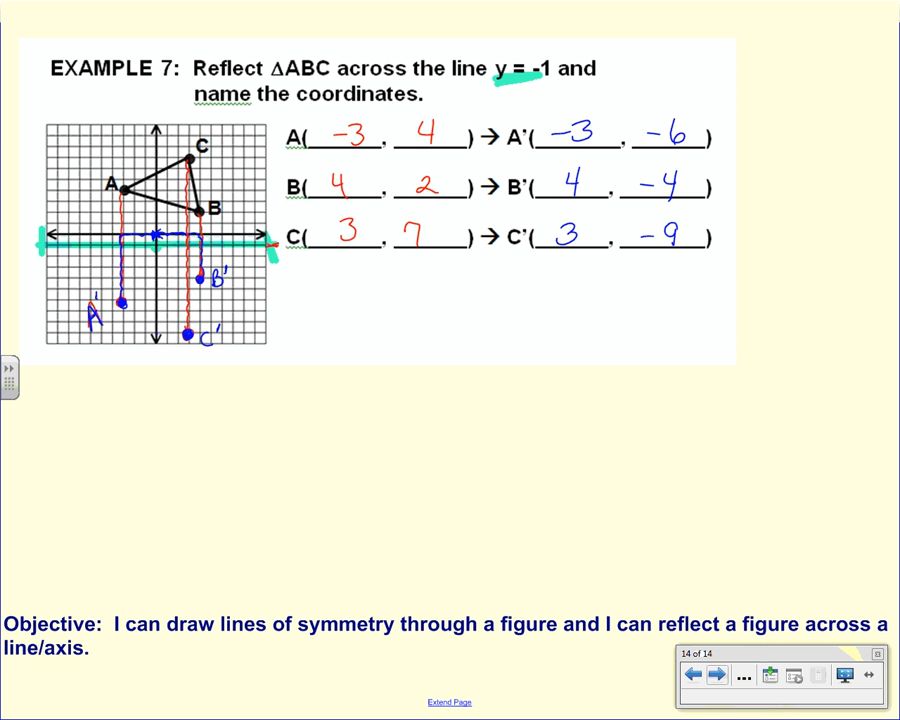 EXAMPLE 7: Reflect ΔABC across the line y = -1 and
name the coordinates.
A( -3 , 4 ) → A'( -3 , -6 )
B( 4 , 2 ) → B'( 4 , -4 )
C( 3 , 7 ) → C'( 3 , -9 )
C
A
B
B'
A'
C'
Objective: I can draw lines of symmetry through a figure and I can reflect a figure across a
line/axis.
14 of 14
Extend Page